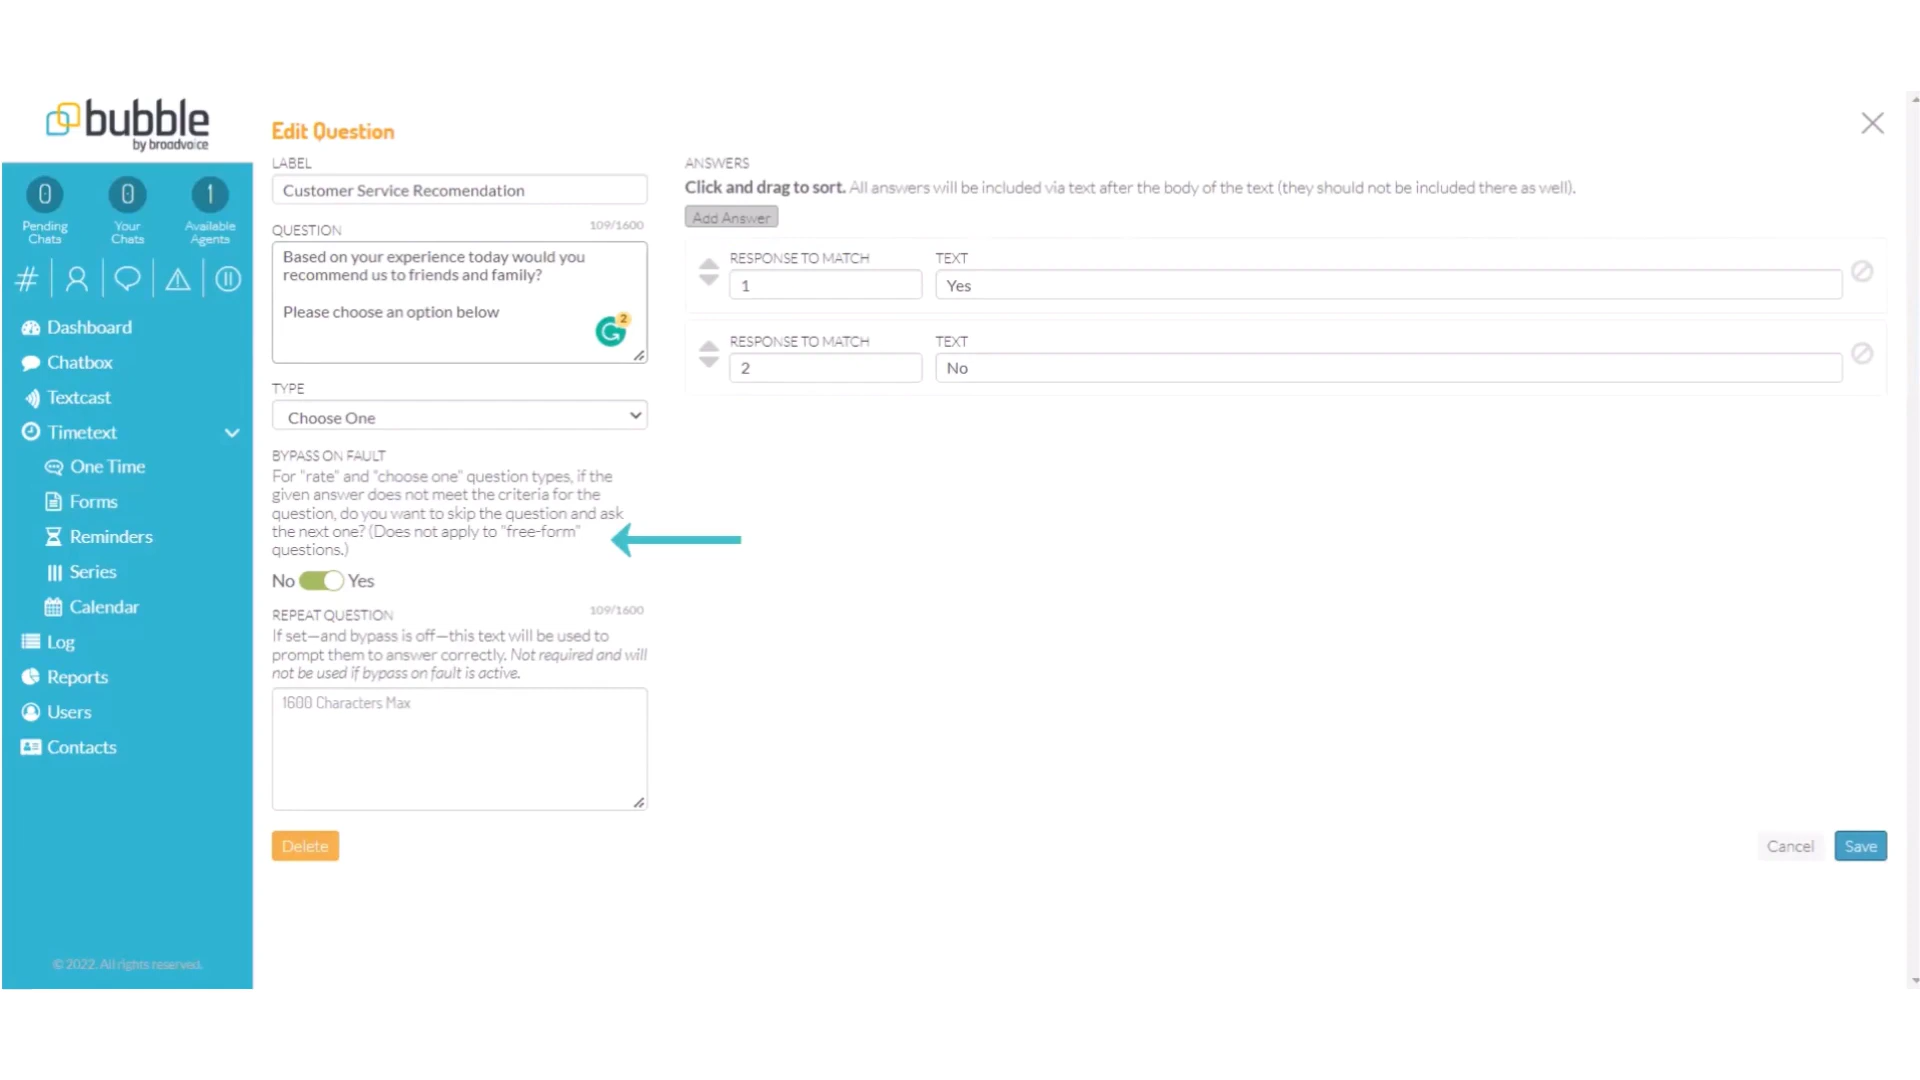 bubble
by broadvoice
0
0
1
Pending Chats
Your Chats
Available Agents
Dashboard
Chatbox
Textcast
Timetext
One Time
Forms
Reminders
Series
Calendar
Log
Reports
Users
Contacts
© 2022. All rights reserved.
Edit Question
LABEL
Customer Service Recomendation
QUESTION
109/1600
Based on your experience today would you
recommend us to friends and family?
Please choose an option below
2
TYPE
Choose One
BYPASS ON FAULT
For "rate" and "choose one" question types, if the
given answer does not meet the criteria for the
question, do you want to skip the question and ask
the next one? (Does not apply to "free-form"
questions.)
No Yes
REPEAT QUESTION
109/1600
If set—and bypass is off—this text will be used to
prompt them to answer correctly. Not required and will
not be used if bypass on fault is active.
1600 Characters Max
Delete
ANSWERS
Click and drag to sort. All answers will be included via text after the body of the text (they should not be included there as well).
Add Answer
RESPONSE TO MATCH
TEXT
1
Yes
RESPONSE TO MATCH
TEXT
2
No
Cancel
Save